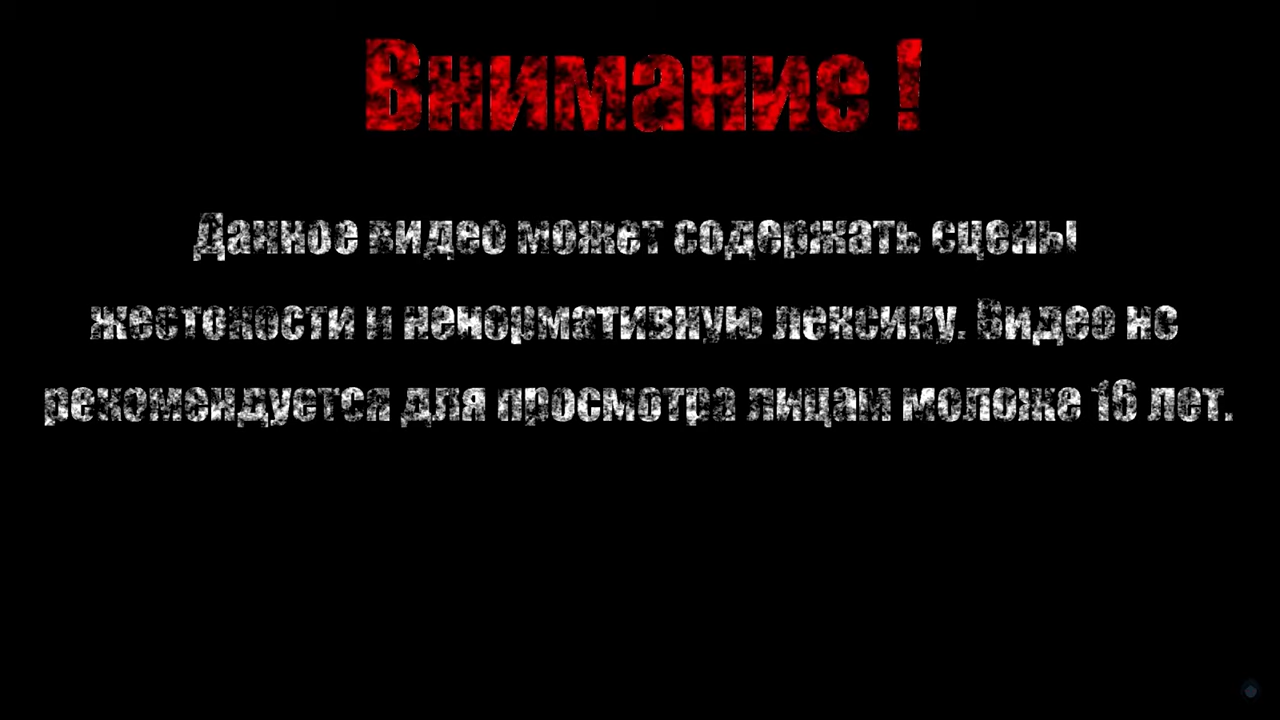 Внимание !
Данное видео может содержать сцены
жестокости и ненормативную лексику. Видео не
рекомендуется для просмотра лицам моложе 16 лет.